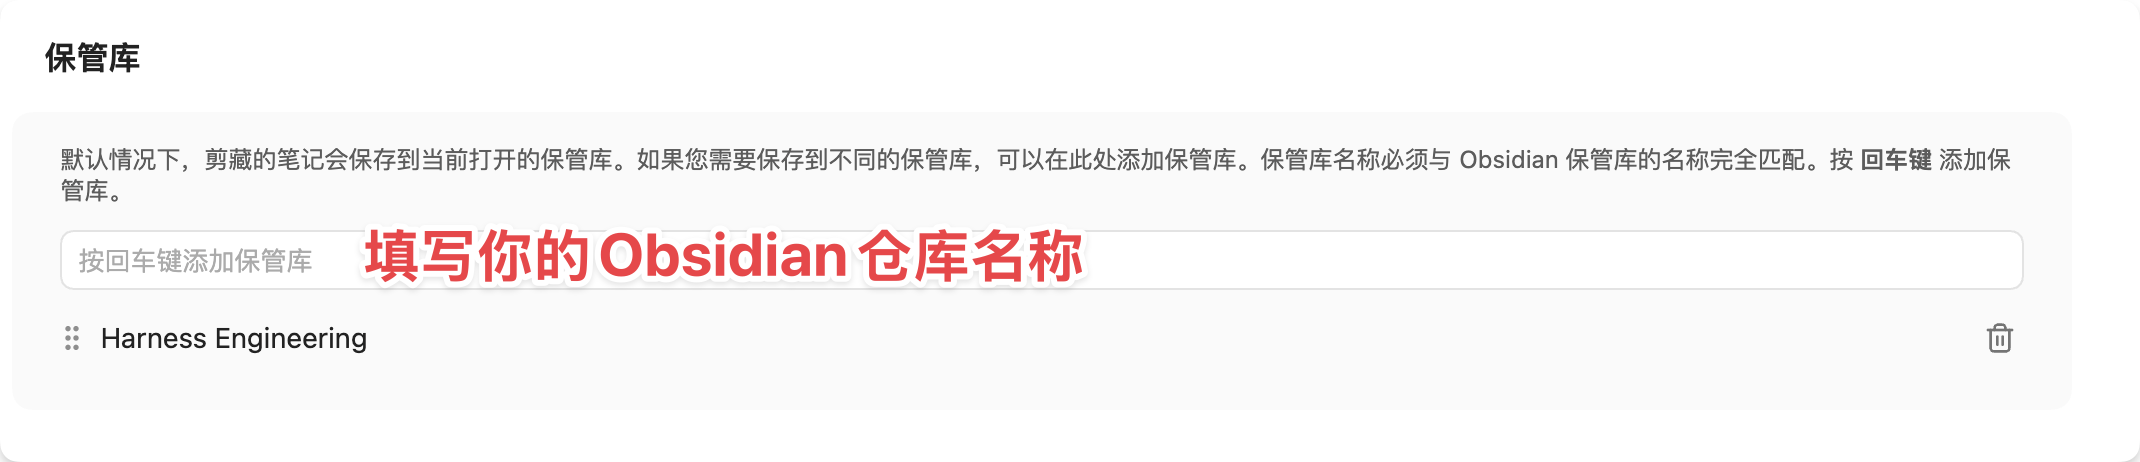 保管库
默认情况下，剪藏的笔记会保存到当前打开的保管库。如果您需要保存到不同的保管库，可以在此处添加保管库。保管库名称必须与 Obsidian 保管库的名称完全匹配。按 回车键 添加保
管库。
按回车键添加保管库
填写你的Obsidian仓库名称
Harness Engineering